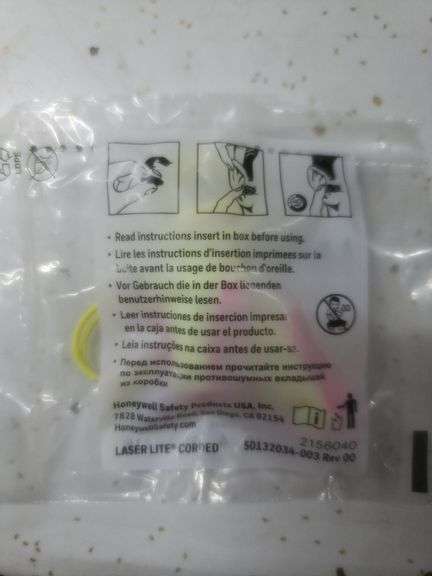 LDPE
• Read instructions insert in box before using.
• Lire les instructions d'insertion imprimees sur la
boîte avant la usage de bouchon d'oreille.
• Vor Gebrauch die in der Box liegenden
benutzerhinweise lesen.
• Leer instruciones de insercion impresas
en la caja antes de usar el producto.
• Leia instruções na caixa antes de usar-as.
• Перед использованием прочитайте инструкцию
по эксплуатации противошумных вкладышей
из коробки
Honeywell Safety Products USA, Inc.
7828 Waterville Road, San Diego, CA 92154
Honeywellsafety.com
2156040
LASER LITE® CORDED 50132034-003 Rev 00